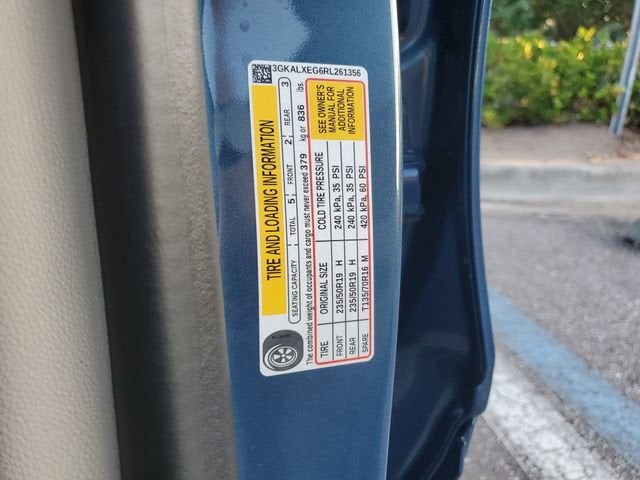 3GKALXEG6RL261356
TIRE AND LOADING INFORMATION
SEATING CAPACITY TOTAL 5 FRONT 2 REAR 3
The combined weight of occupants and cargo must never exceed 379 kg or 836 lbs.
TIRE ORIGINAL SIZE COLD TIRE PRESSURE
FRONT 235/50R19 H 240 kPa, 35 PSI
REAR 235/50R19 H 240 kPa, 35 PSI
SPARE T135/70R16 M 420 kPa, 60 PSI
SEE OWNER'S
MANUAL FOR
ADDITIONAL
INFORMATION